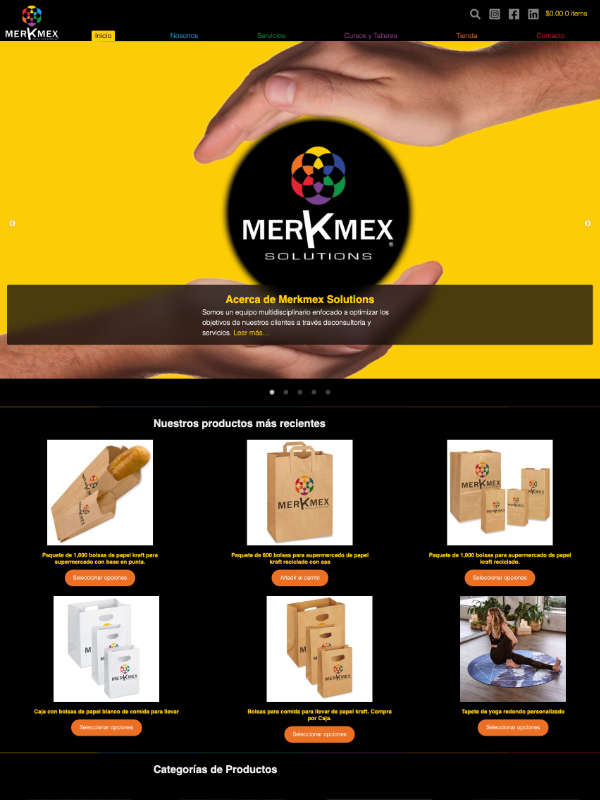 $0.00 0 items
MERKMEX
Inicio
Nosotros
Servicios
Cursos y Talleres
Tienda
Contacto
MERKMEX
SOLUTIONS
Acerca de Merkmex Solutions
Somos un equipo multidisciplinario enfocado a optimizar los
objetivos de nuestros clientes a través deconsultoría y
servicios. Leer más…
Nuestros productos más recientes
MERKMEX
MERKMEX
MERKMEX
Paquete de 1,000 bolsas de papel kraft para
supermercado con base en punta.
Paquete de 500 bolsas para supermercado de papel
kraft reciclado con asa
Paquete de 1,000 bolsas para supermercado de papel
kraft reciclado.
Seleccionar opciones
Añadir al carrito
Seleccionar opciones
MERKMEX
MERKMEX
Caja con bolsas de papel blanco de comida para llevar
Bolsas para comida para llevar de papel kraft. Compra
por Caja.
Tapete de yoga redondo personalizado
Seleccionar opciones
Seleccionar opciones
Seleccionar opciones
Categorías de Productos